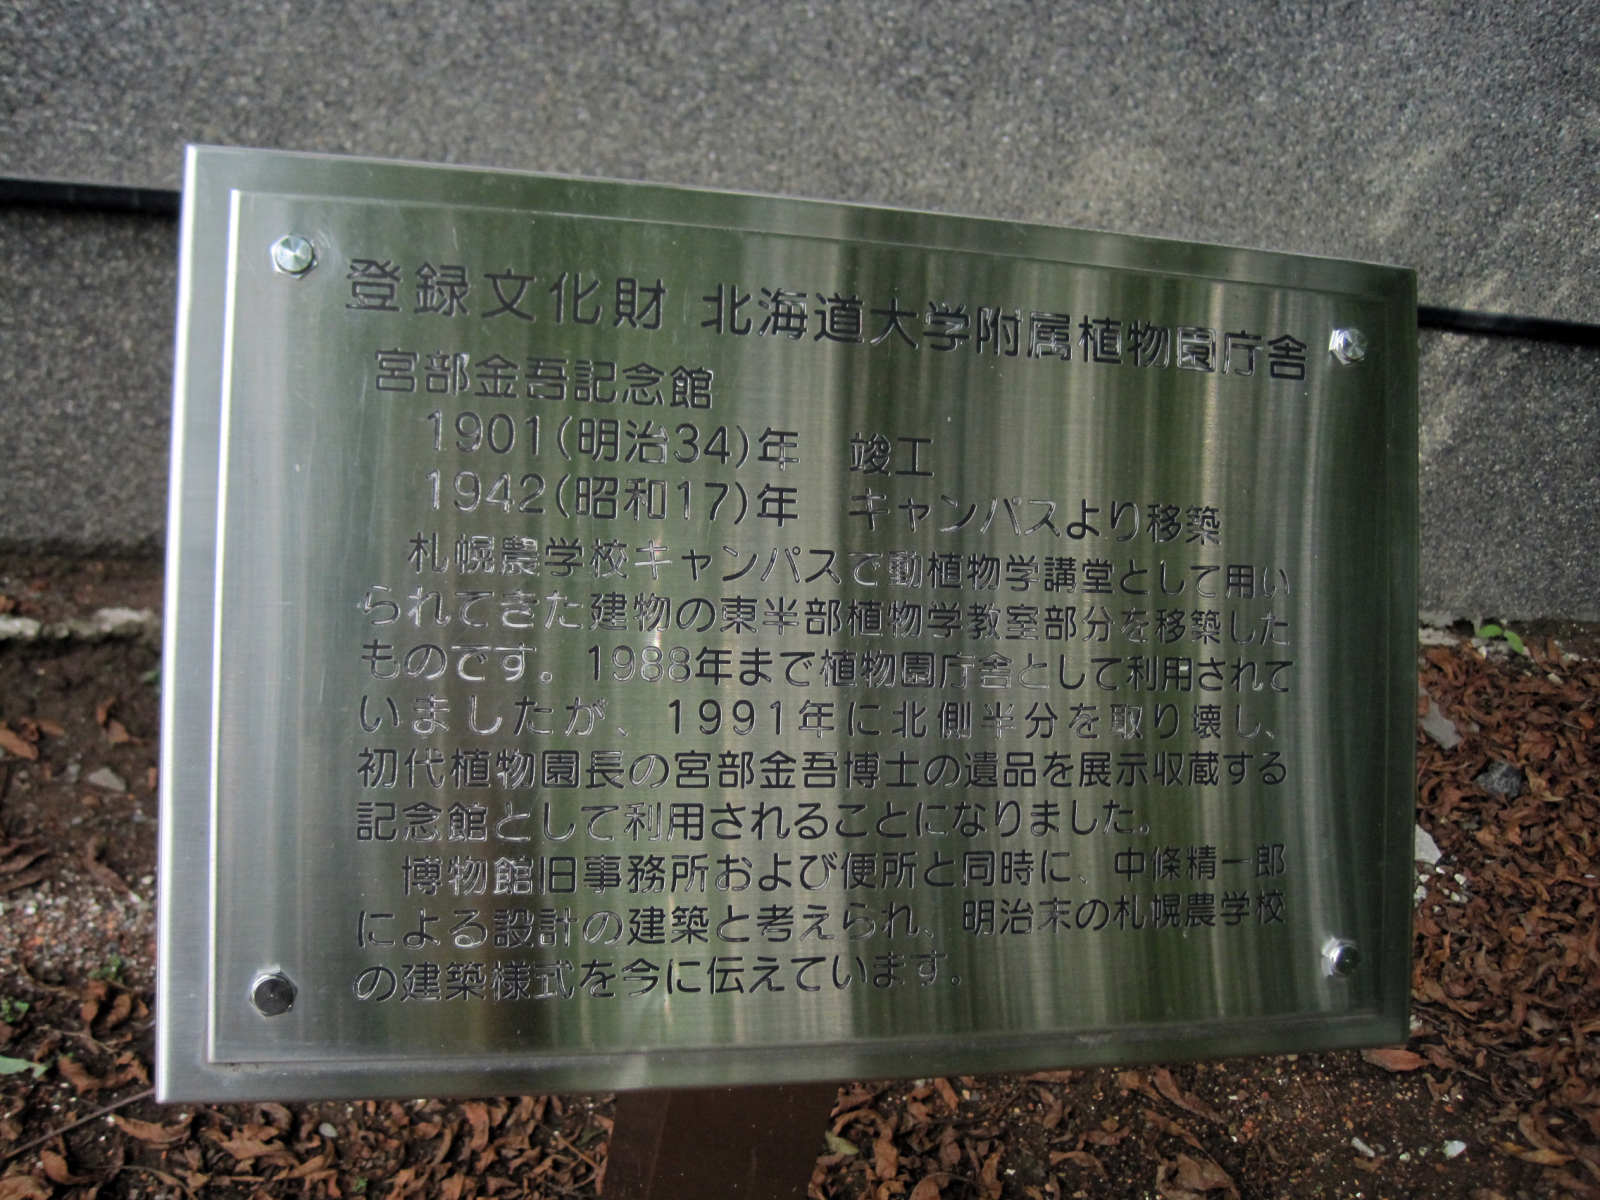 登録文化財 北海道大学附属植物園庁舎
宮部金吾記念館
1901(明治34)年 竣工
1942(昭和17)年 キャンパスより移築
札幌農学校キャンパスで動植物学講堂として用い
られてきた建物の東半部植物学教室部分を移築した
ものです。1988年まで植物園庁舎として利用されて
いましたが、1991年に北側半分を取り壊し、
初代植物園長の宮部金吾博士の遺品を展示収蔵する
記念館として利用されることになりました。
博物館旧事務所および便所と同時に、中條精一郎
による設計の建築と考えられ、明治末の札幌農学校
の建築様式を今に伝えています。